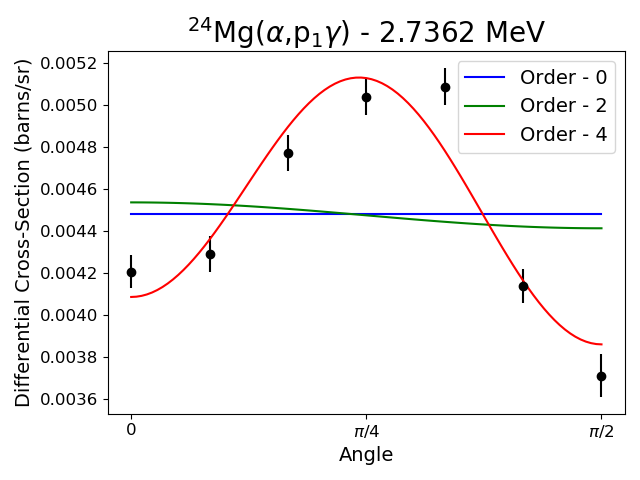 ²⁴Mg(α,p₁γ) - 2.7362 MeV
Differential Cross-Section (barns/sr)
0.0052
0.0050
0.0048
0.0046
0.0044
0.0042
0.0040
0.0038
0.0036
Order - 0
Order - 2
Order - 4
0
π/4
π/2
Angle